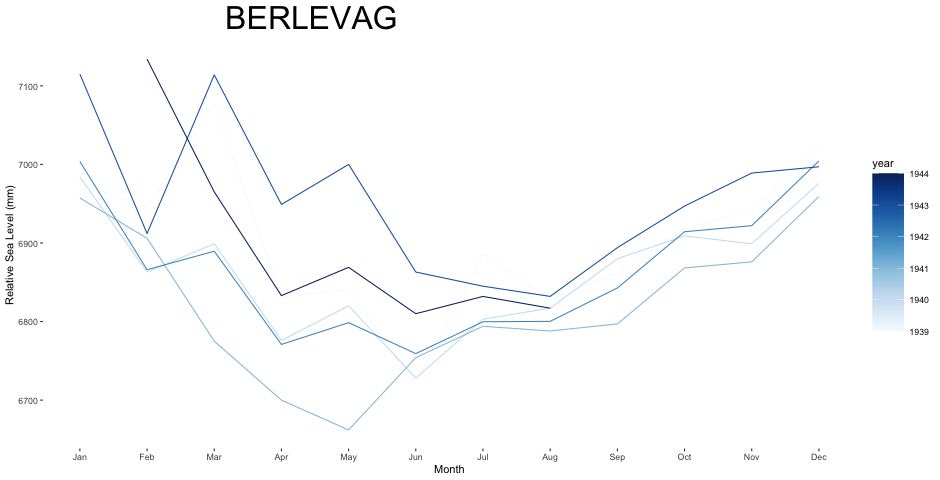 BERLEVAG
Relative Sea Level (mm)
7100
7000
6900
6800
6700
Jan Feb Mar Apr May Jun Jul Aug Sep Oct Nov Dec
Month
year
1944
1943
1942
1941
1940
1939